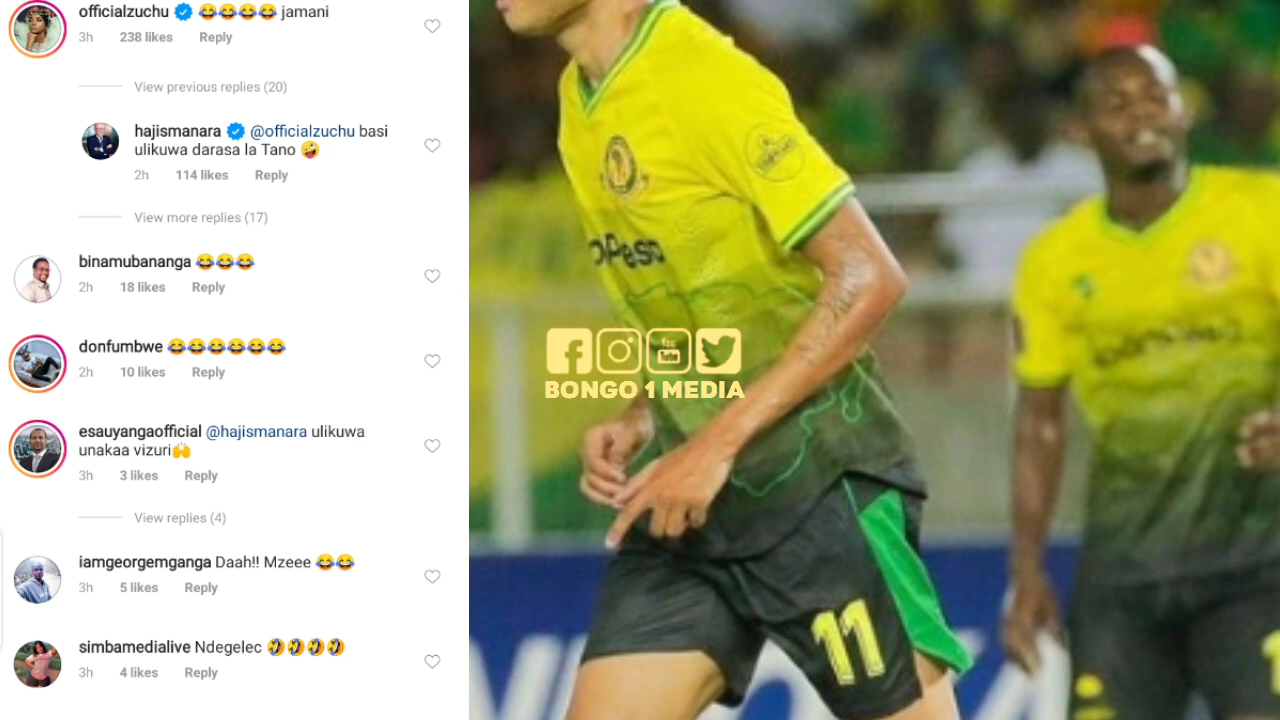 officialzuchu 😂😂😂😂 jamani
3h 238 likes Reply
View previous replies (20)
hajismanara @officialzuchu basi
ulikuwa darasa la Tano 🤪
2h 114 likes Reply
View more replies (17)
binamubananga 😂😂😂
2h 18 likes Reply
donfumbwe 😂😂😂😂😂😂
2h 10 likes Reply
esauyangaofficial @hajismanara ulikuwa
unakaa vizuri🙌
3h 3 likes Reply
View replies (4)
iamgeorgemganga Daah!! Mzeee 😂😂
3h 5 likes Reply
simbamedialive Ndegelec 🤣🤣🤣🤣
3h 4 likes Reply
BONGO 1 MEDIA
11